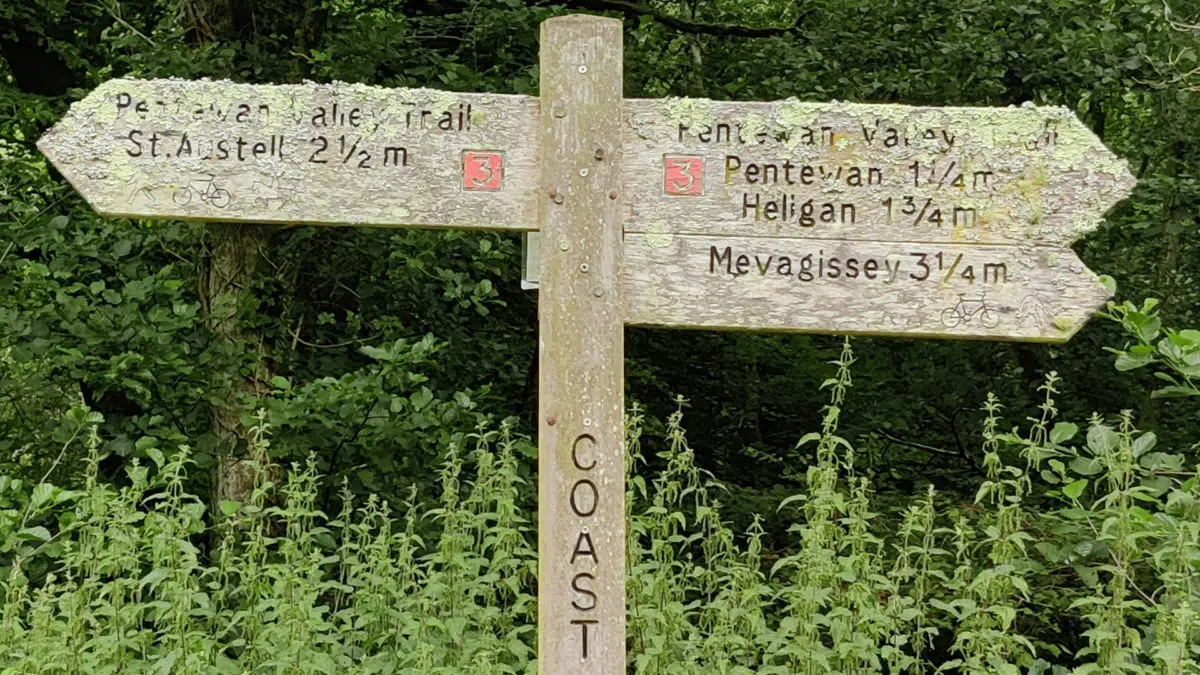 Pentewan Valley Trail
St. Austell 2½ m
3
Pentewan Valley Trail
3
Pentewan 1¼ m
Heligan 1¾ m
Mevagissey 3¼ m
COAST